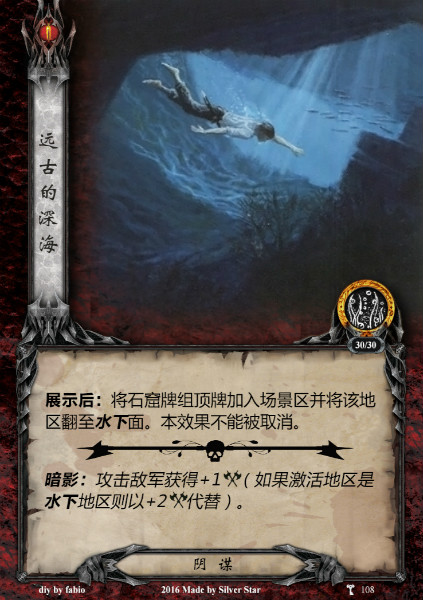 远古的深海
30/30
展示后：将石窟牌组顶牌加入场景区并将该地
区翻至水下面。本效果不能被取消。
暗影：攻击敌军获得+1（如果激活地区是
水下地区则以+2代替）。
阴谋
diy by fabio
2016 Made by Silver Star
108